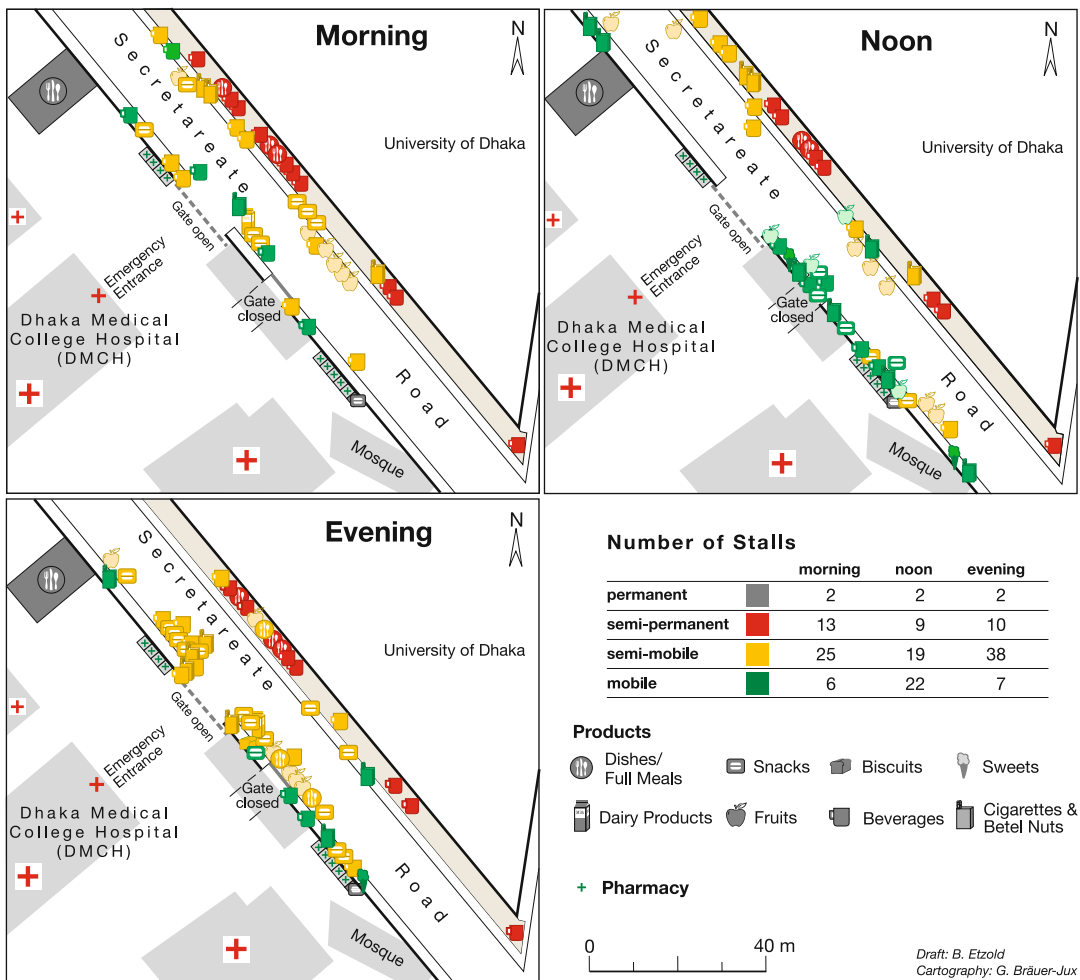 Morning
N
Secretareate
Road
University of Dhaka
Gate open
Emergency
Entrance
Gate
closed
Dhaka Medical
College Hospital
(DMCH)
Mosque
Noon
N
Secretareate
Road
University of Dhaka
Gate open
Emergency
Entrance
Gate
closed
Dhaka Medical
College Hospital
(DMCH)
Mosque
Evening
N
Secretareate
Road
University of Dhaka
Gate open
Emergency
Entrance
Gate
closed
Dhaka Medical
College Hospital
(DMCH)
Mosque
Number of Stalls
morning noon evening
permanent 2 2 2
semi-permanent 13 9 10
semi-mobile 25 19 38
mobile 6 22 7
Products
Dishes/
Full Meals
Snacks
Biscuits
Sweets
Dairy Products
Fruits
Beverages
Cigarettes &
Betel Nuts
+ Pharmacy
0 40 m
Draft: B. Etzold
Cartography: G. Bräuer-Jux